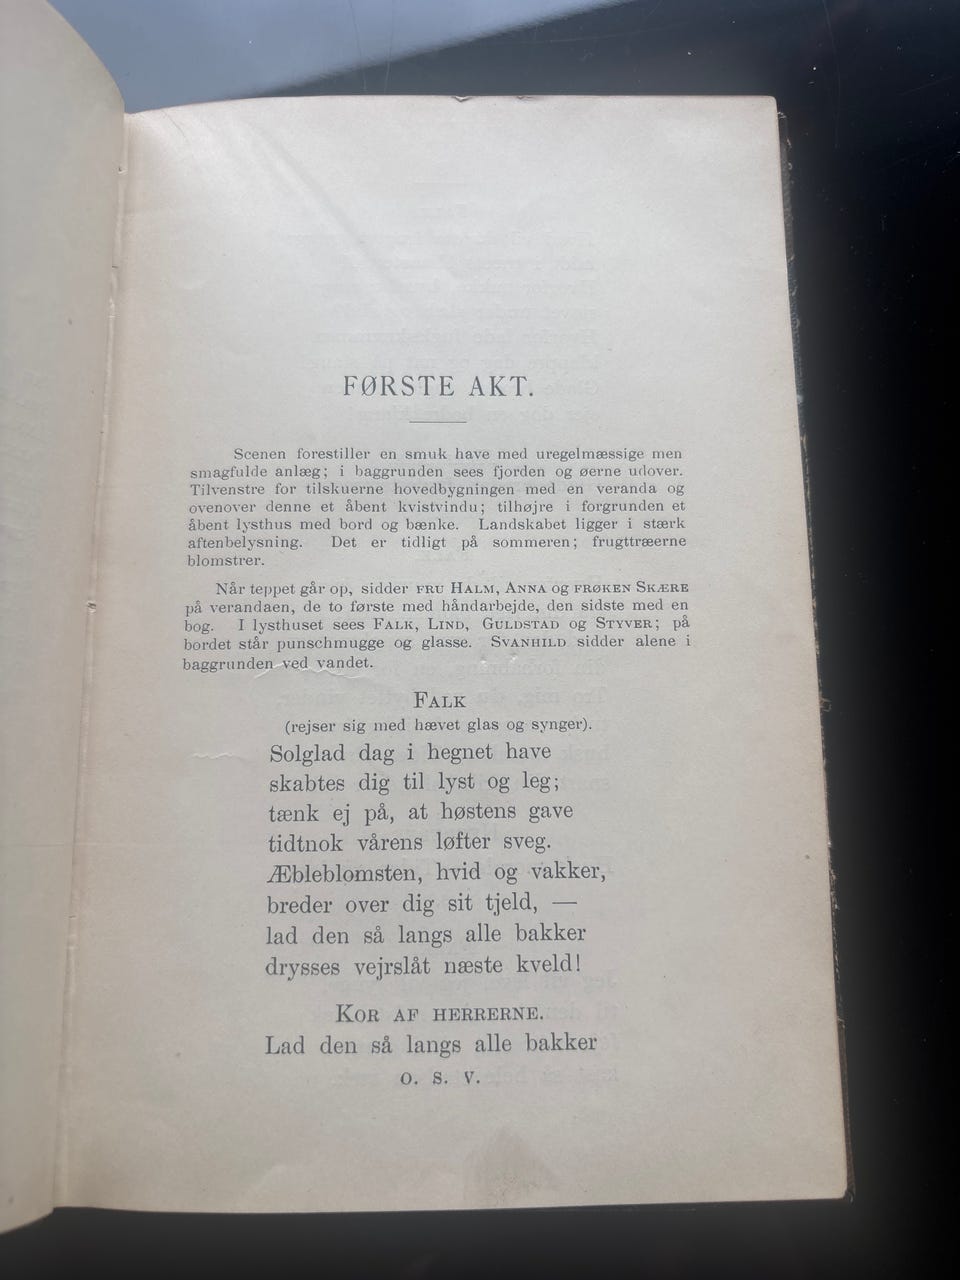 FØRSTE AKT.
Scenen forestiller en smuk have med uregelmæssige men
smagfulde anlæg; i baggrunden sees fjorden og øerne udover.
Tilvenstre for tilskuerne hovedbygningen med en veranda og
ovenover denne et åbent kvistvindu; tilhøjre i forgrunden et
åbent lysthus med bord og bænke. Landskabet ligger i stærk
aftenbelysning. Det er tidligt på sommeren; frugttræerne
blomstrer.
Når teppet går op, sidder FRU HALM, ANNA og FRØKEN SKÆRE
på verandaen, de to første med håndarbejde, den sidste med en
bog. I lysthuset sees FALK, LIND, GULDSTAD og STYVER; på
bordet står punschmugge og glasse. SVANHILD sidder alene i
baggrunden ved vandet.
FALK
(rejser sig med hævet glas og synger).
Solglad dag i hegnet have
skabtes dig til lyst og leg;
tænk ej på, at høstens gave
tidtnok vårens løfter sveg.
Æbleblomsten, hvid og vakker,
breder over dig sit tjeld, —
lad den så langs alle bakker
drysses vejrslåt næste kveld!
KOR AF HERRERNE.
Lad den så langs alle bakker
O. S. V.